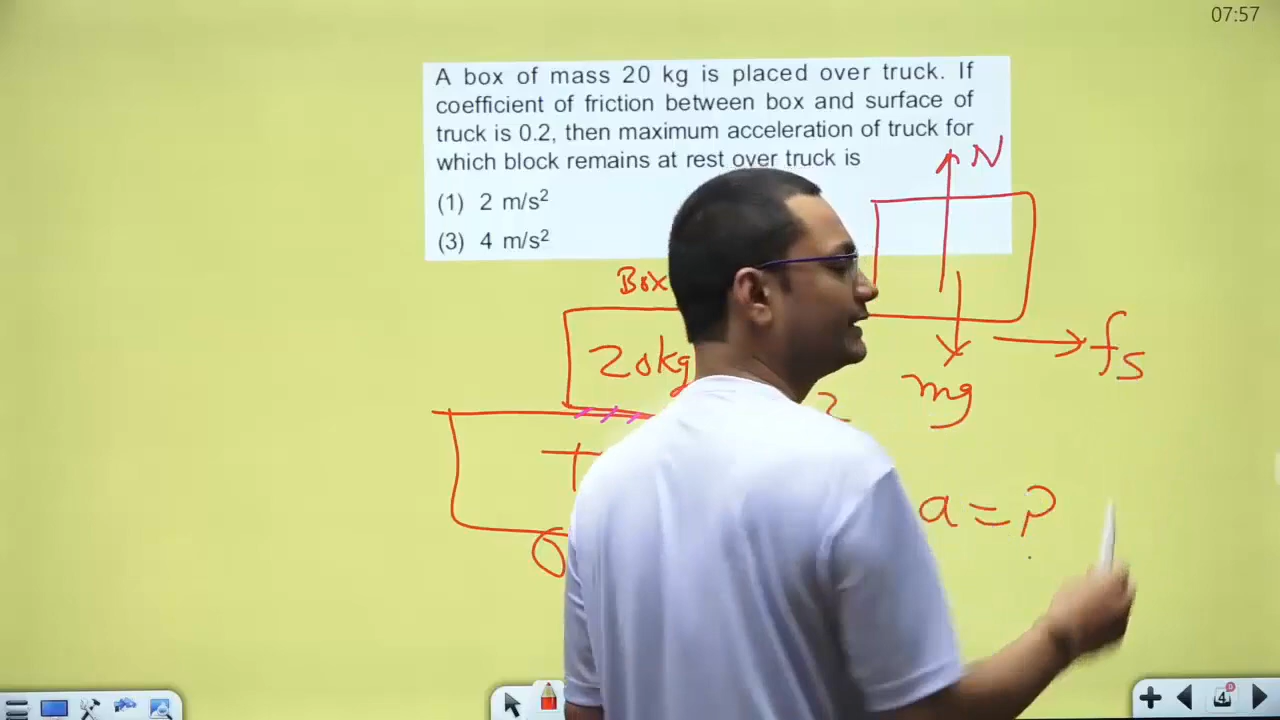 07:57
A box of mass 20 kg is placed over truck. If
coefficient of friction between box and surface of
truck is 0.2, then maximum acceleration of truck for
which block remains at rest over truck is
(1) 2 m/s²
(3) 4 m/s²
N
Box
20kg
fs
mg
2
T
a = ?
4